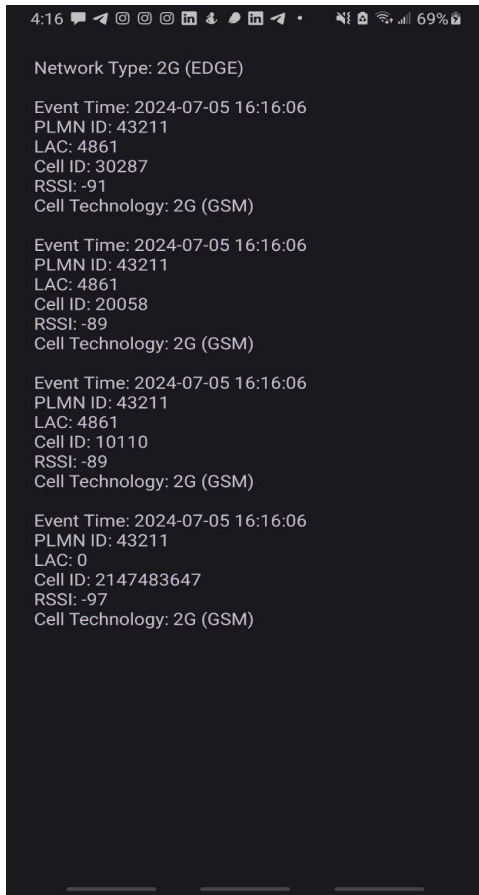 4:16 69%
Network Type: 2G (EDGE)
Event Time: 2024-07-05 16:16:06
PLMN ID: 43211
LAC: 4861
Cell ID: 30287
RSSI: -91
Cell Technology: 2G (GSM)
Event Time: 2024-07-05 16:16:06
PLMN ID: 43211
LAC: 4861
Cell ID: 20058
RSSI: -89
Cell Technology: 2G (GSM)
Event Time: 2024-07-05 16:16:06
PLMN ID: 43211
LAC: 4861
Cell ID: 10110
RSSI: -89
Cell Technology: 2G (GSM)
Event Time: 2024-07-05 16:16:06
PLMN ID: 43211
LAC: 0
Cell ID: 2147483647
RSSI: -97
Cell Technology: 2G (GSM)